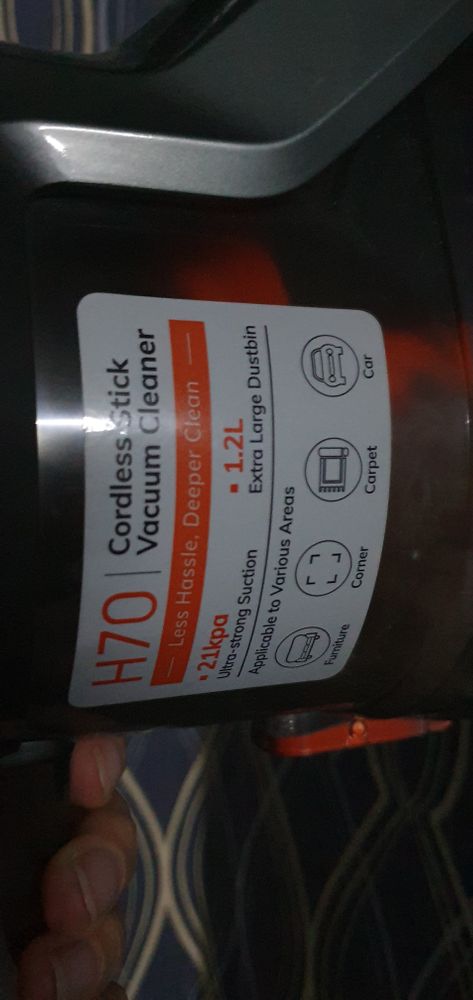 H70 | Cordless Stick
Vacuum Cleaner
Less Hassle, Deeper Clean
• 21kpa
Ultra-strong Suction
• 1.2L
Extra Large Dustbin
Applicable to Various Areas
Furniture
Corner
Carpet
Car